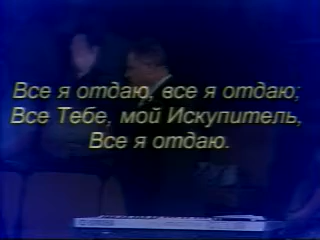 Все я отдаю, все я отдаю;
Все Тебе, мой Искупитель,
Все я отдаю.